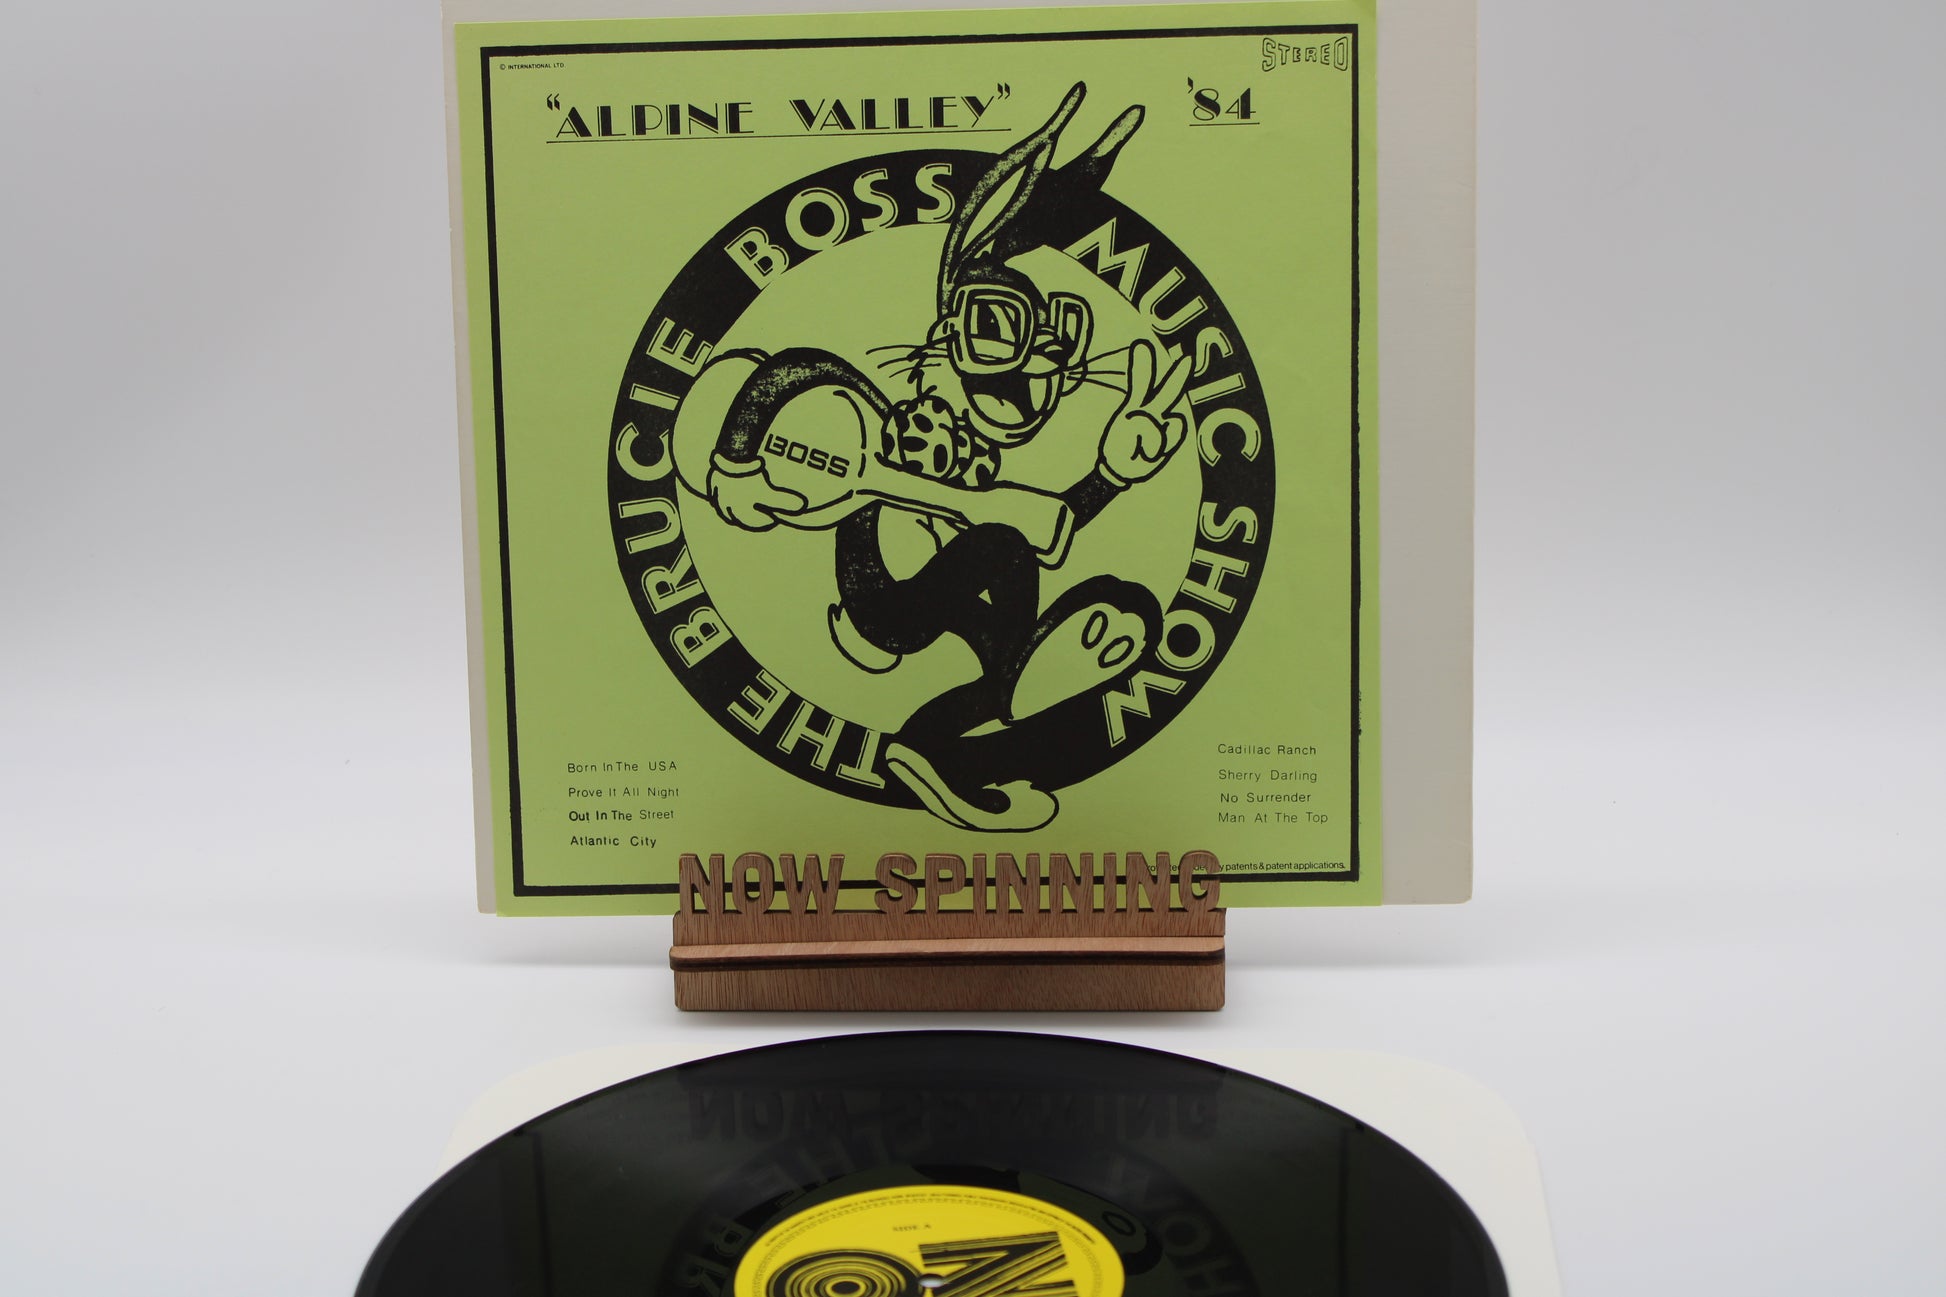 © INTERNATIONAL LTD
STEREO
"ALPINE VALLEY" '84
THE BRUCIE BOSS MUSIC SHOW
BOSS
Born In The USA
Prove It All Night
Out In The Street
Atlantic City
Cadillac Ranch
Sherry Darling
No Surrender
Man At The Top
patents & patent applications.
NOW SPINNING
SIDE A